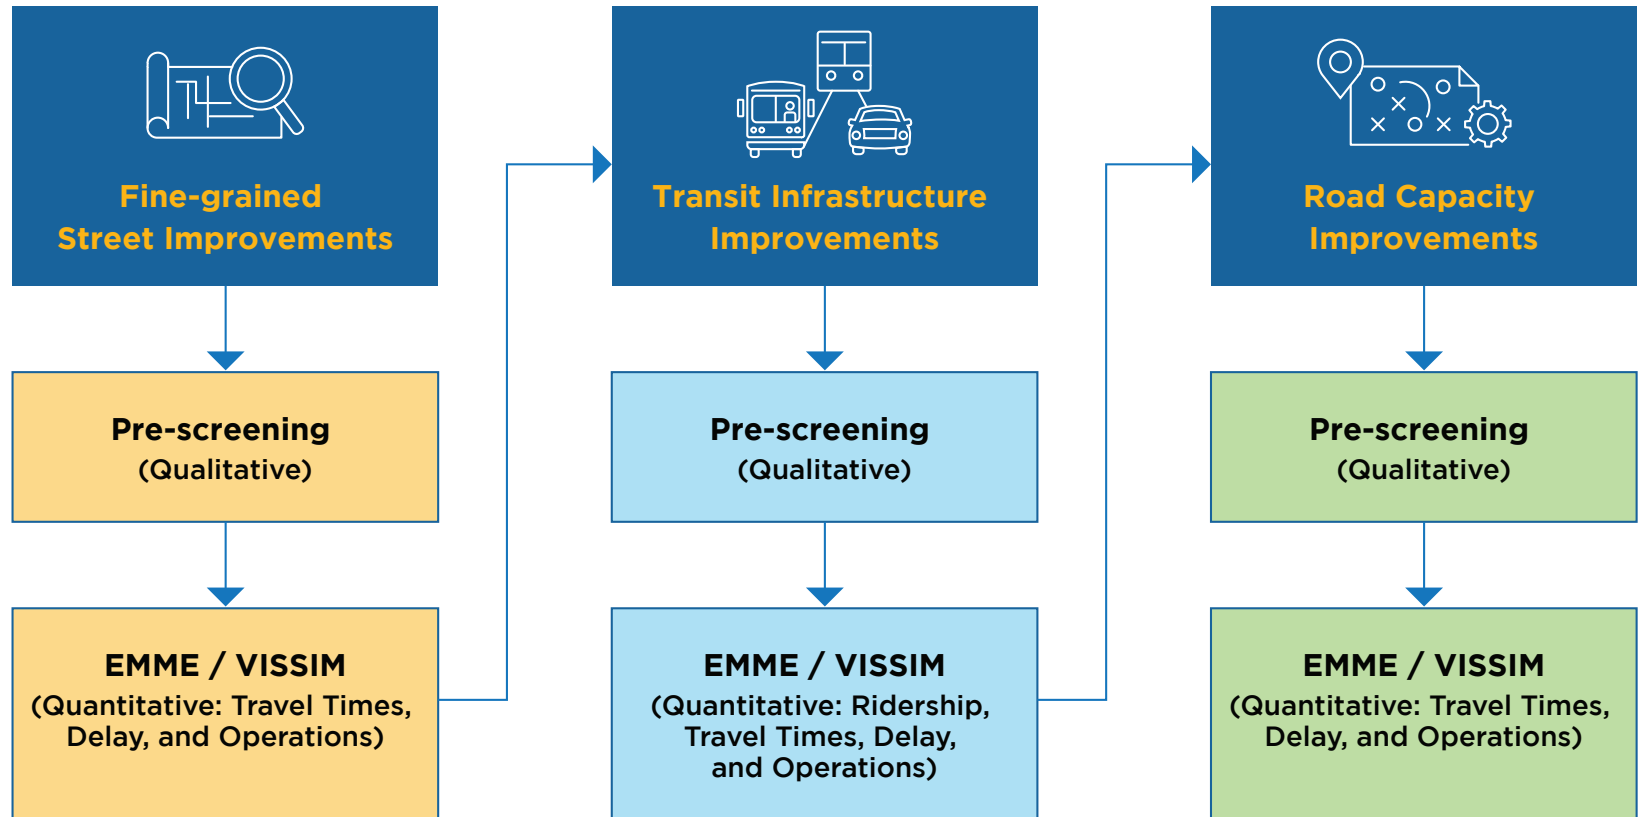 Fine-grained
Street Improvements
Pre-screening
(Qualitative)
EMME / VISSIM
(Quantitative: Travel Times,
Delay, and Operations)
Transit Infrastructure
Improvements
Pre-screening
(Qualitative)
EMME / VISSIM
(Quantitative: Ridership,
Travel Times, Delay,
and Operations)
Road Capacity
Improvements
Pre-screening
(Qualitative)
EMME / VISSIM
(Quantitative: Travel Times,
Delay, and Operations)